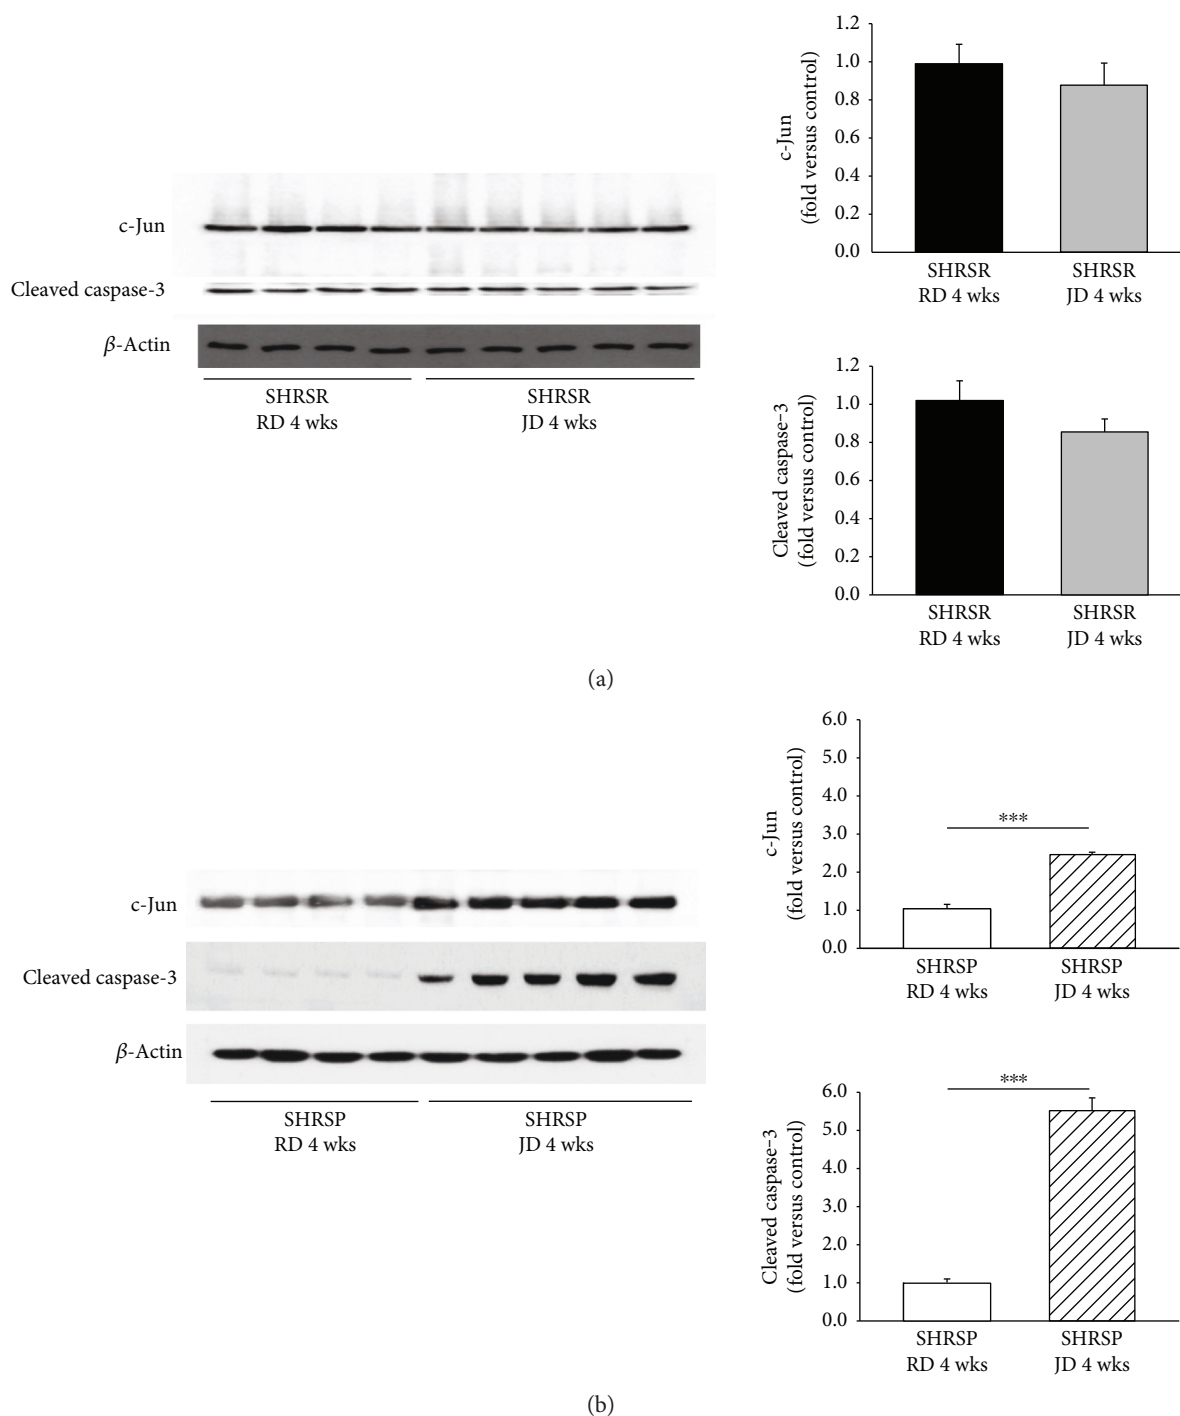 c-Jun
Cleaved caspase-3
β-Actin
SHRSR
RD 4 wks
SHRSR
JD 4 wks
c-Jun
(fold versus control)
1.2
1.0
0.8
0.6
0.4
0.2
0.0
SHRSR
RD 4 wks
SHRSR
JD 4 wks
Cleaved caspase-3
(fold versus control)
1.2
1.0
0.8
0.6
0.4
0.2
0.0
SHRSR
RD 4 wks
SHRSR
JD 4 wks
(a)
c-Jun
Cleaved caspase-3
β-Actin
SHRSP
RD 4 wks
SHRSP
JD 4 wks
c-Jun
(fold versus control)
6.0
5.0
4.0
3.0
2.0
1.0
0.0
***
SHRSP
RD 4 wks
SHRSP
JD 4 wks
Cleaved caspase-3
(fold versus control)
6.0
5.0
4.0
3.0
2.0
1.0
0.0
***
SHRSP
RD 4 wks
SHRSP
JD 4 wks
(b)